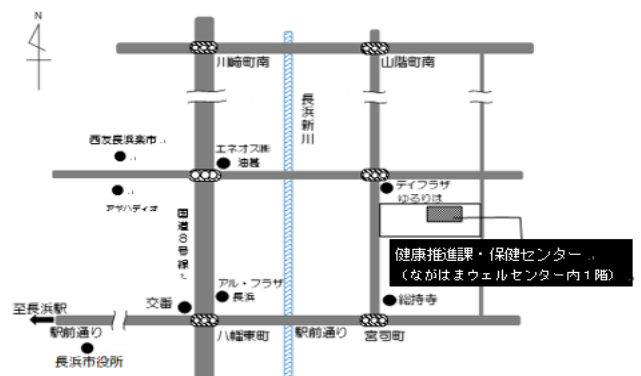 N
川崎町南
山階町南
長浜新川
西友長浜楽市
エネオス㈱
油甚
アヤハディオ
デイプラザ
ゆるりは
国道8号線
健康推進課・保健センター
（ながはまウェルセンター内1階）
アル・プラザ
長浜
交番
総持寺
至長浜駅
駅前通り
八幡東町
駅前通り
宮司町
長浜市役所